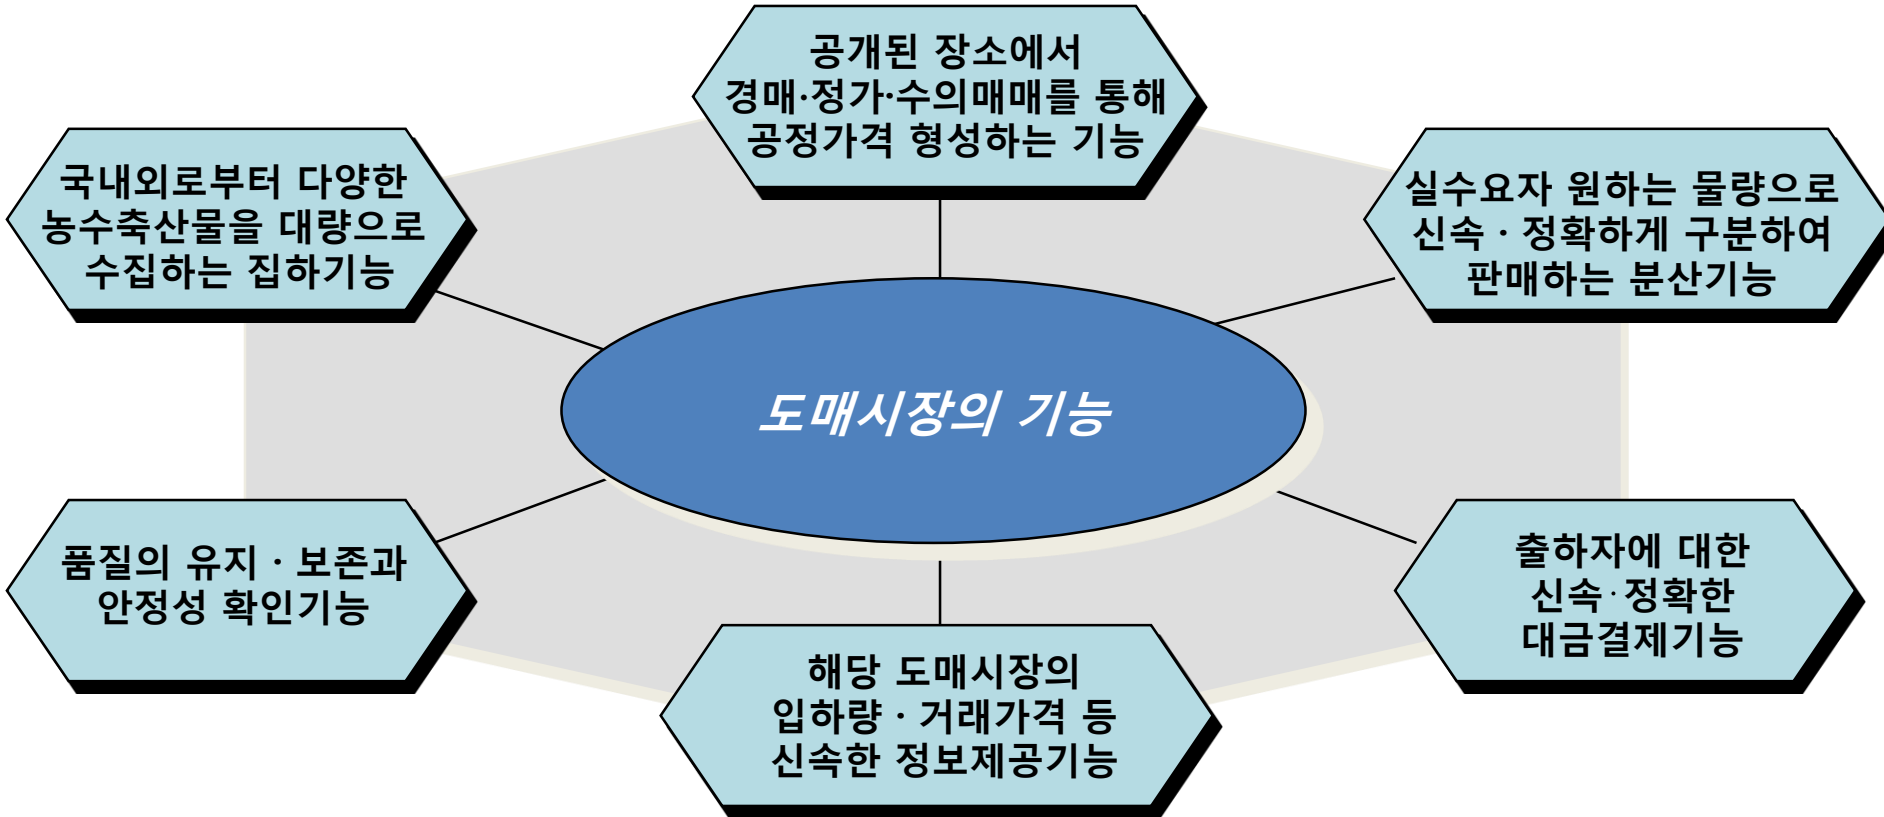 공개된 장소에서
경매·정가·수의매매를 통해
공정가격 형성하는 기능
국내외로부터 다양한
농수축산물을 대량으로
수집하는 집하기능
실수요자 원하는 물량으로
신속 · 정확하게 구분하여
판매하는 분산기능
도매시장의 기능
품질의 유지 · 보존과
안정성 확인기능
출하자에 대한
신속·정확한
대금결제기능
해당 도매시장의
입하량 · 거래가격 등
신속한 정보제공기능